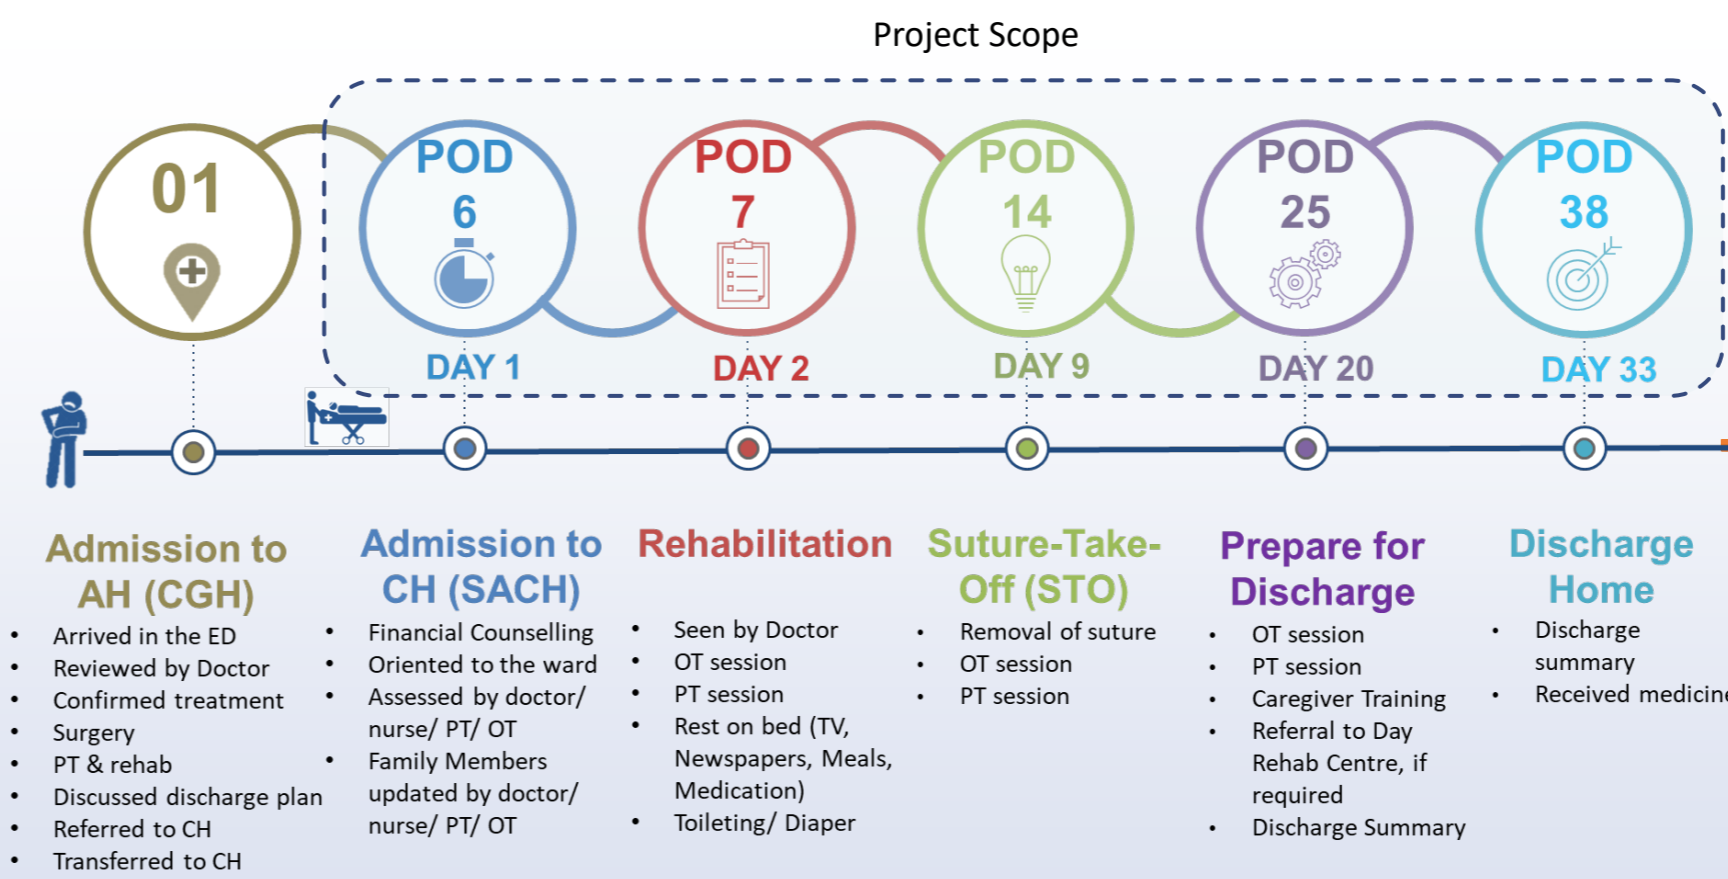 Project Scope
01
POD
6
DAY 1
POD
7
DAY 2
POD
14
DAY 9
POD
25
DAY 20
POD
38
DAY 33
Admission to
AH (CGH)
• Arrived in the ED
• Reviewed by Doctor
• Confirmed treatment
• Surgery
• PT & rehab
• Discussed discharge plan
• Referred to CH
• Transferred to CH
Admission to
CH (SACH)
• Financial Counselling
• Oriented to the ward
• Assessed by doctor/
nurse/ PT/ OT
• Family Members
updated by doctor/
nurse/ PT/ OT
Rehabilitation
• Seen by Doctor
• OT session
• PT session
• Rest on bed (TV,
Newspapers, Meals,
Medication)
• Toileting/ Diaper
Suture-Take-
Off (STO)
• Removal of suture
• OT session
• PT session
Prepare for
Discharge
• OT session
• PT session
• Caregiver Training
• Referral to Day
Rehab Centre, if
required
• Discharge Summary
Discharge
Home
• Discharge
summary
• Received medicine